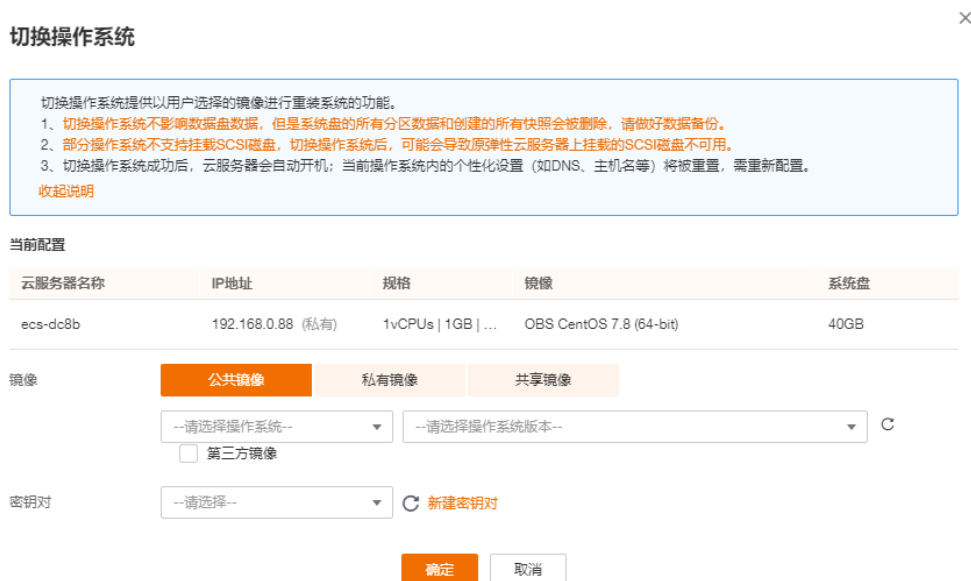 切换操作系统
切换操作系统提供以用户选择的镜像进行重装系统的功能。
1、切换操作系统不影响数据盘数据，但是系统盘的所有分区数据和创建的所有快照会被删除，请做好数据备份。
2、部分操作系统不支持挂载SCSI磁盘，切换操作系统后，可能会导致原弹性云服务器上挂载的SCSI磁盘不可用。
3、切换操作系统成功后，云服务器会自动开机；当前操作系统内的个性化设置（如DNS、主机名等）将被重置，需重新配置。
收起说明
当前配置
云服务器名称 IP地址 规格 镜像 系统盘
ecs-dc8b 192.168.0.88 (私有) 1vCPUs | 1GB | ... OBS CentOS 7.8 (64-bit) 40GB
镜像 公共镜像 私有镜像 共享镜像
--请选择操作系统-- --请选择操作系统版本--
第三方镜像
密钥对 --请选择-- 新建密钥对
确定 取消